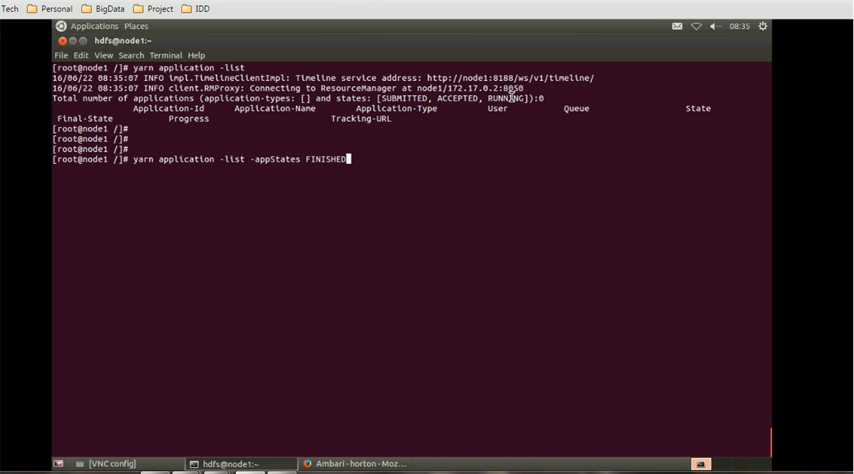 Tech Personal BigData Project IDD
Applications Places 08:35
hdfs@node1:~
File Edit View Search Terminal Help
[root@node1 /]# yarn application -list
16/06/22 08:35:07 INFO impl.TimelineClientImpl: Timeline service address: http://node1:8188/ws/v1/timeline/
16/06/22 08:35:07 INFO client.RMProxy: Connecting to ResourceManager at node1/172.17.0.2:8050
Total number of applications (application-types: [] and states: [SUBMITTED, ACCEPTED, RUNNING]):0
Application-Id Application-Name Application-Type User Queue State
Final-State Progress Tracking-URL
[root@node1 /]#
[root@node1 /]#
[root@node1 /]#
[root@node1 /]# yarn application -list -appStates FINISHED
[VNC config] hdfs@node1:~ Ambari - horton - Moz...